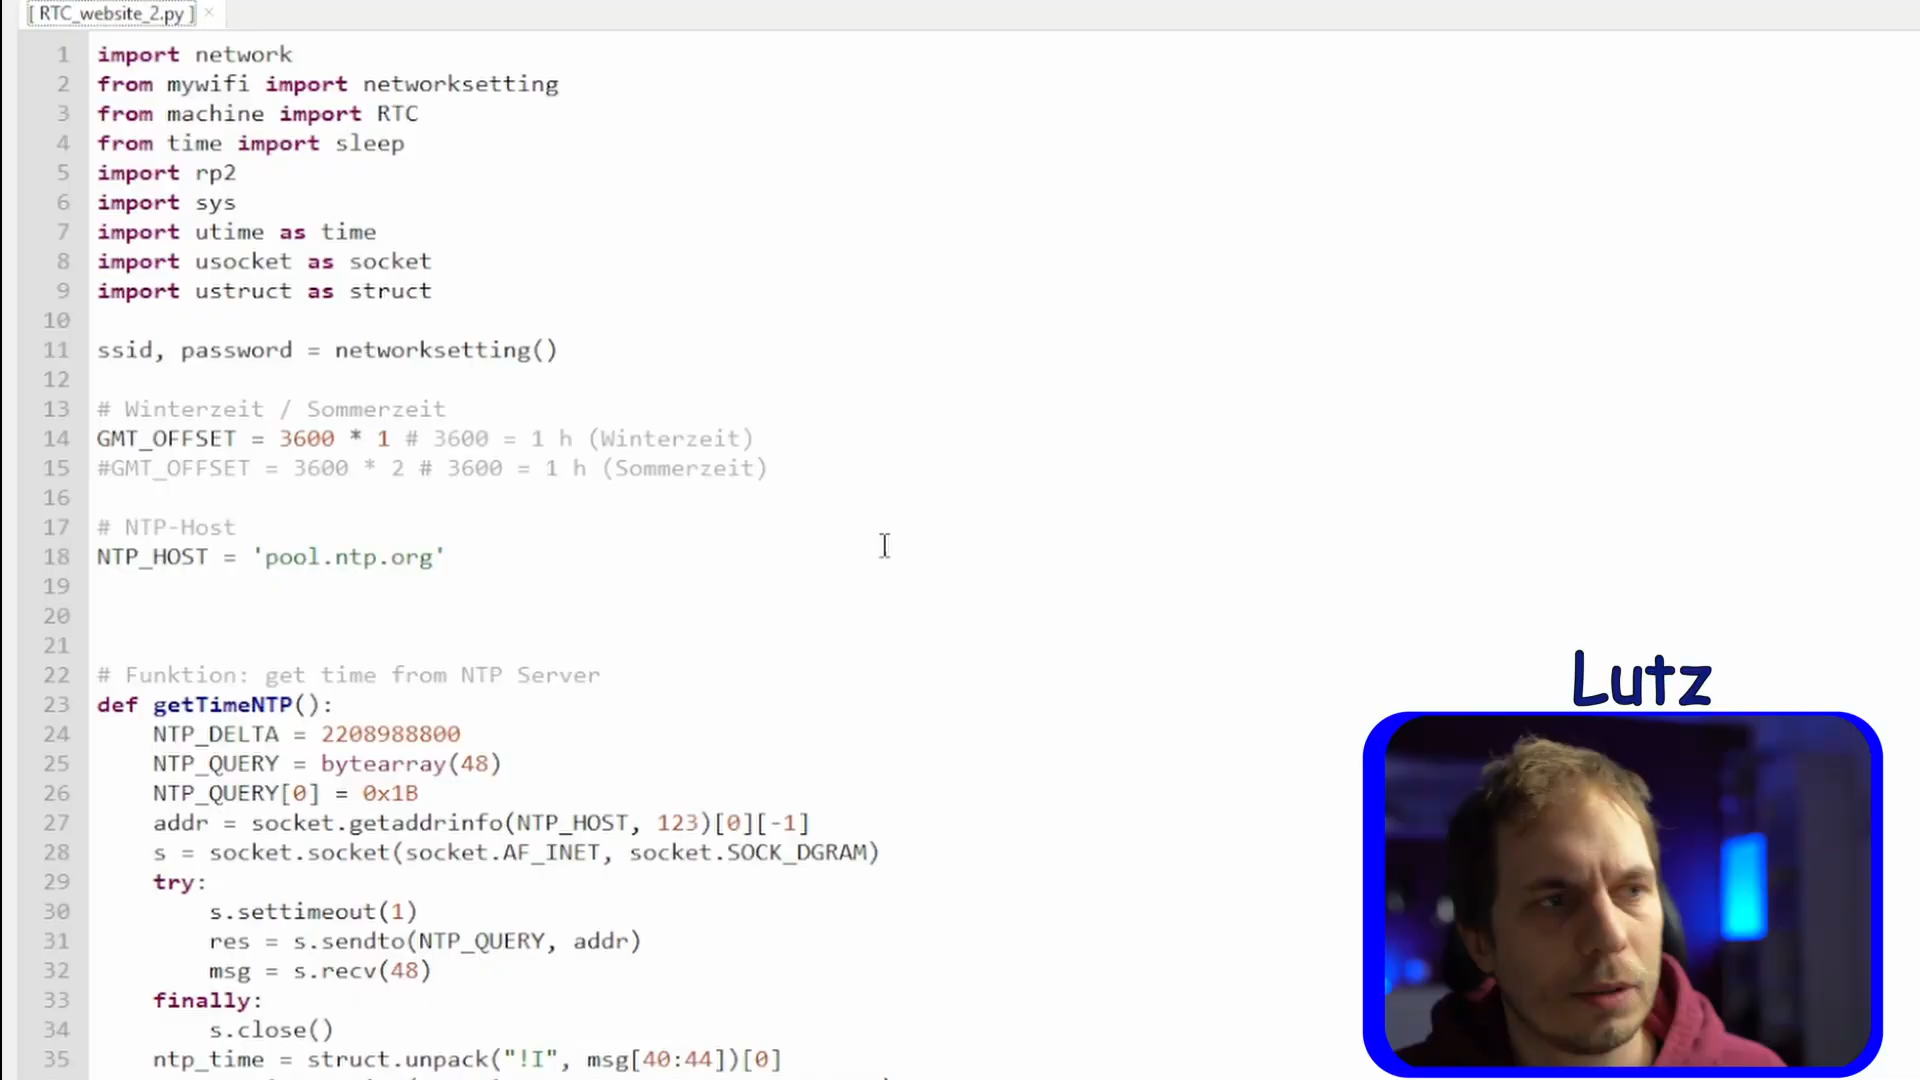 [ RTC_website_2.py ] ×
1 import network
2 from mywifi import networksetting
3 from machine import RTC
4 from time import sleep
5 import rp2
6 import sys
7 import utime as time
8 import usocket as socket
9 import ustruct as struct
10
11 ssid, password = networksetting()
12
13 # Winterzeit / Sommerzeit
14 GMT_OFFSET = 3600 * 1 # 3600 = 1 h (Winterzeit)
15 #GMT_OFFSET = 3600 * 2 # 3600 = 1 h (Sommerzeit)
16
17 # NTP-Host
18 NTP_HOST = 'pool.ntp.org'
19
20
21
22 # Funktion: get time from NTP Server
23 def getTimeNTP():
24 NTP_DELTA = 2208988800
25 NTP_QUERY = bytearray(48)
26 NTP_QUERY[0] = 0x1B
27 addr = socket.getaddrinfo(NTP_HOST, 123)[0][-1]
28 s = socket.socket(socket.AF_INET, socket.SOCK_DGRAM)
29 try:
30 s.settimeout(1)
31 res = s.sendto(NTP_QUERY, addr)
32 msg = s.recv(48)
33 finally:
34 s.close()
35 ntp_time = struct.unpack("!I", msg[40:44])[0]
Lutz